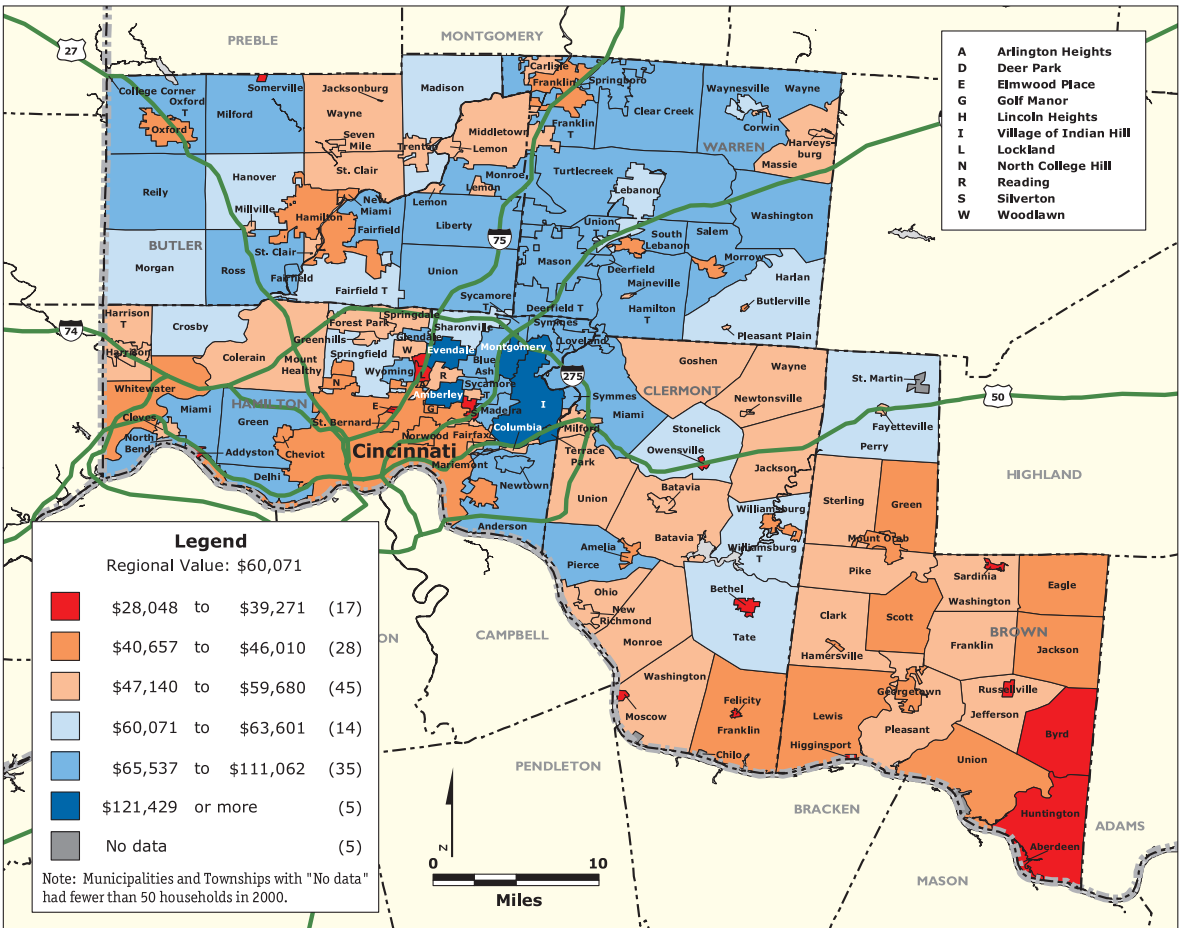 PREBLE
MONTGOMERY
27
College Corner
Oxford
T
Somerville
Milford
Oxford
Jacksonburg
Wayne
Seven
Mile
St. Clair
Madison
Middletown
Lemon
Trenton
Carlisle
Franklin
Springboro
Franklin
T
Clear Creek
Waynesville
Wayne
Corwin
WARREN
Harveys-
burg
Massie
A Arlington Heights
D Deer Park
E Elmwood Place
G Golf Manor
H Lincoln Heights
I Village of Indian Hill
L Lockland
N North College Hill
R Reading
S Silverton
W Woodlawn
Reily
Hanover
Millville
New
Miami
Hamilton
Fairfield
Lemon
Monroe
Lemon
Liberty
75
Turtlecreek
Lebanon
Washington
Union
T
South
Lebanon
Salem
Morrow
BUTLER
Morgan
Ross
St. Clair
Fairfield
Fairfield T
Union
Mason
Deerfield
Maineville
Hamilton
T
Harlan
Butlerville
Pleasant Plain
Sycamore
T
Deerfield T
74
Harrison
T
Harrison
Crosby
Colerain
Forest Park
Springdale
Greenhills
Mount
Healthy
Springfield
Glendale
W
Wyoming
Sharonville
Evendale
Blue
Ash
Montgomery
Symmes
Loveland
275
Whitewater
HAMILTON
Miami
Green
Cleves
North
Bend
Addyston
Delhi
Cheviot
N
E
St. Bernard
R
Amberley
G
Sycamore
T
Madeira
I
Columbia
Norwood
Fairfax
Cincinnati
Mariemont
Newtown
Anderson
Milford
Terrace
Park
Symmes
Miami
Goshen
Wayne
CLERMONT
Newtonsville
Stonelick
Owensville
Jackson
St. Martin
50
Fayetteville
Perry
HIGHLAND
Union
Batavia
Batavia T
Williamsburg
Williamsburg
T
Sterling
Green
Mount Orab
Amelia
Pierce
Ohio
New
Richmond
Monroe
Bethel
Tate
Pike
Sardinia
Washington
Eagle
Clark
Scott
Hamersville
Franklin
BROWN
Jackson
CAMPBELL
Washington
Moscow
Felicity
Franklin
Chilo
Lewis
Higginsport
Georgetown
Pleasant
Russellville
Jefferson
Byrd
Union
Huntington
Aberdeen
ADAMS
ON
PENDLETON
BRACKEN
MASON
Legend
Regional Value: $60,071
$28,048 to $39,271 (17)
$40,657 to $46,010 (28)
$47,140 to $59,680 (45)
$60,071 to $63,601 (14)
$65,537 to $111,062 (35)
$121,429 or more (5)
No data (5)
Note: Municipalities and Townships with "No data"
had fewer than 50 households in 2000.
N
0 10
Miles